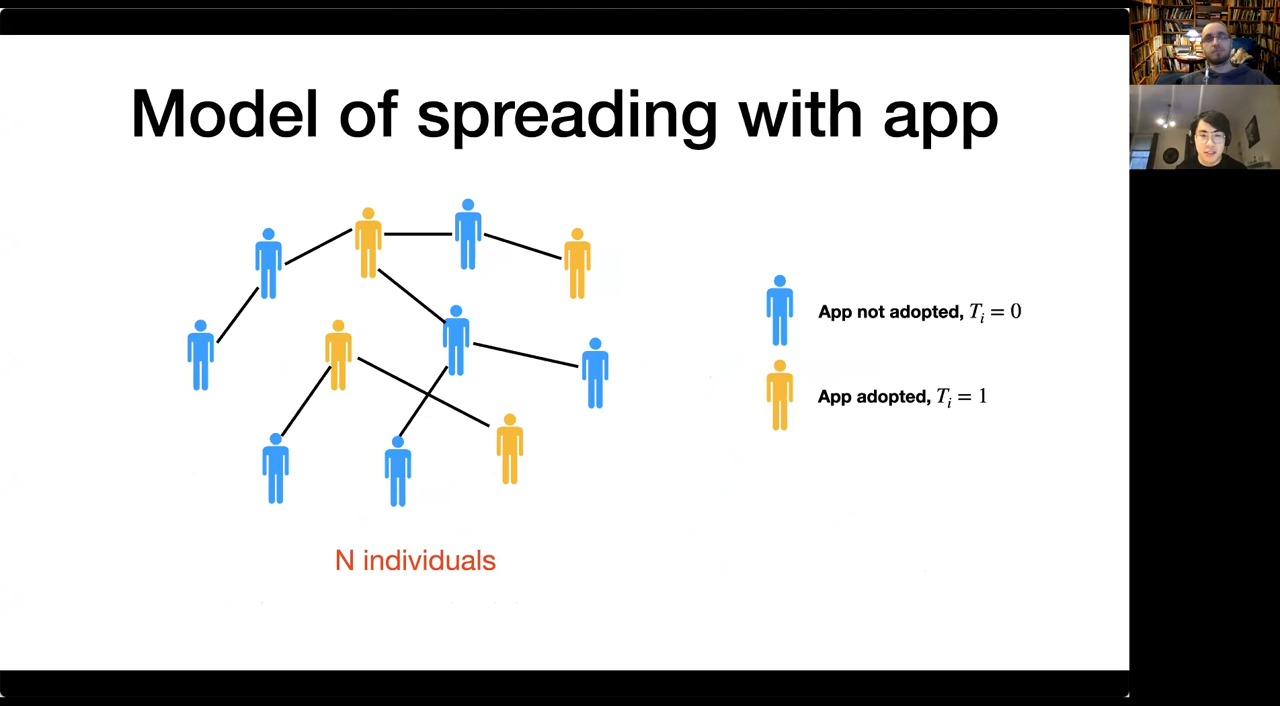 Model of spreading with app
App not adopted, T_i = 0
App adopted, T_i = 1
N individuals